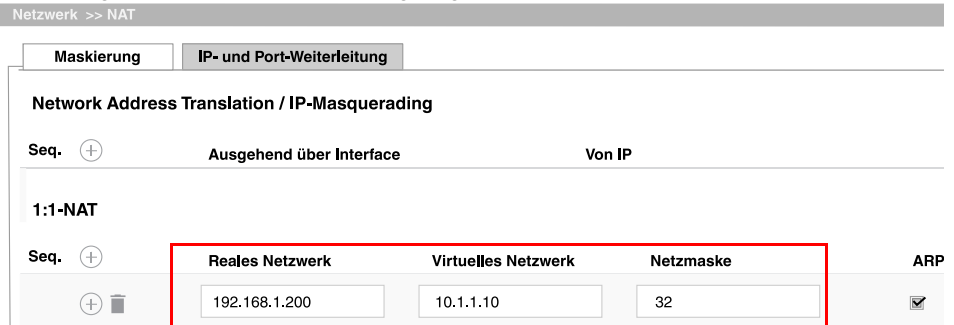 Netzwerk >> NAT
Maskierung IP- und Port-Weiterleitung
Network Address Translation / IP-Masquerading
Seq. Ausgehend über Interface Von IP
1:1-NAT
Seq. Reales Netzwerk Virtuelles Netzwerk Netzmaske ARP
192.168.1.200 10.1.1.10 32